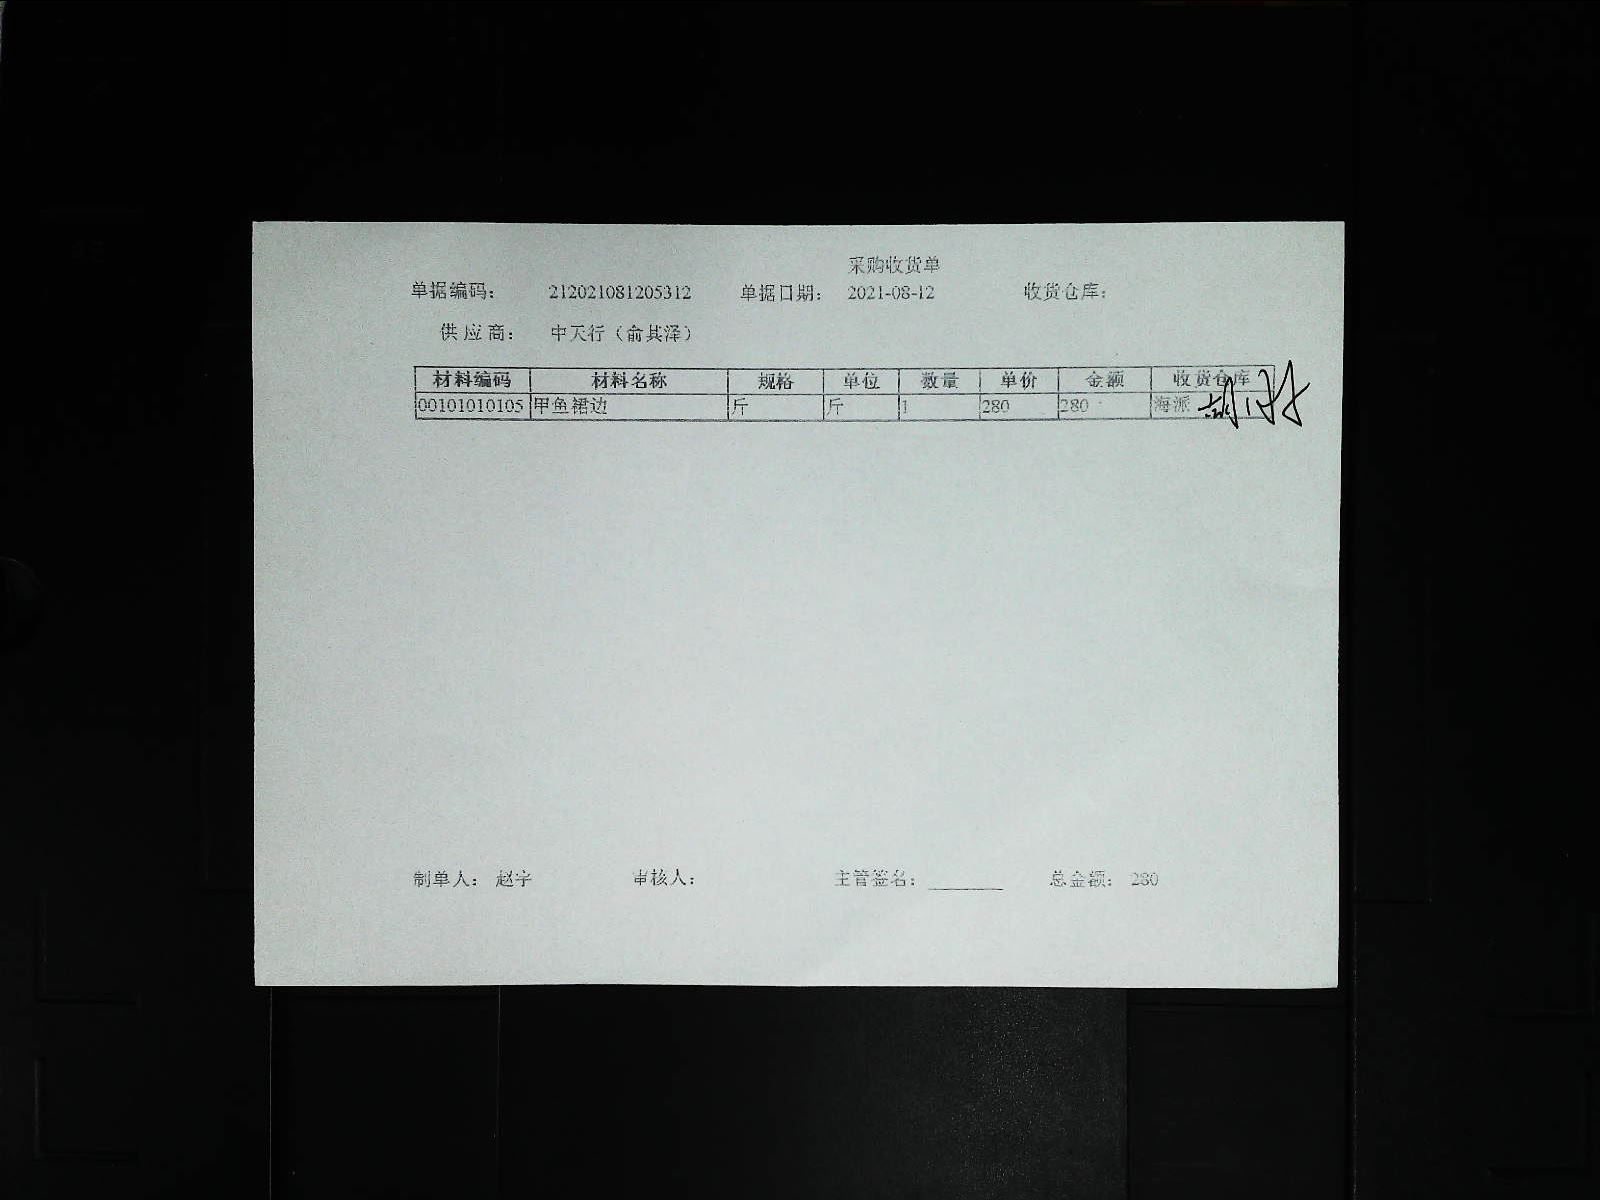 采购收货单
单据编码： 212021081205312 单据日期： 2021-08-12 收货仓库：
供应商： 中天行（俞其泽）
材料编码 材料名称 规格 单位 数量 单价 金额 收货仓库
00101010105 甲鱼裙边 斤 斤 1 280 280 海派
制单人： 赵宇 审核人： 主管签名： 总金额： 280